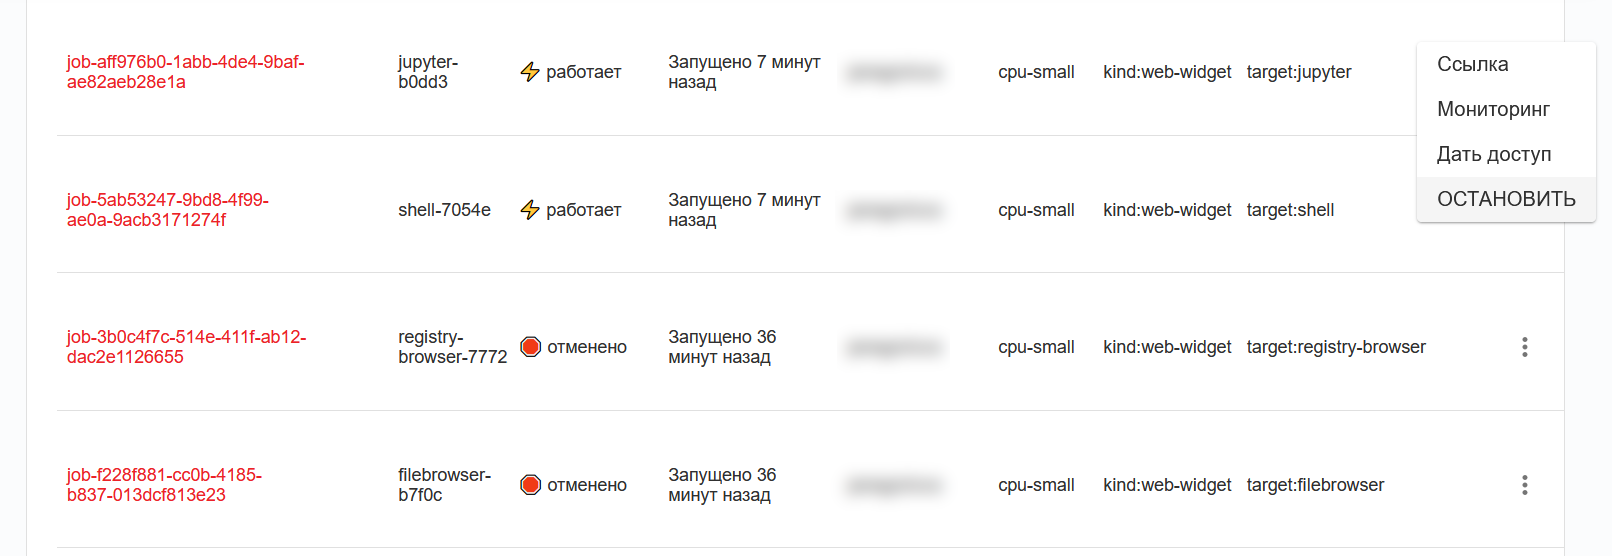 job-aff976b0-1abb-4de4-9baf-
ae82aeb28e1a
jupyter-
b0dd3
работает
Запущено 7 минут
назад
cpu-small
kind:web-widget
target:jupyter
Ссылка
Мониторинг
Дать доступ
ОСТАНОВИТЬ
job-5ab53247-9bd8-4f99-
ae0a-9acb3171274f
shell-7054e
работает
Запущено 7 минут
назад
cpu-small
kind:web-widget
target:shell
job-3b0c4f7c-514e-411f-ab12-
dac2e1126655
registry-
browser-7772
отменено
Запущено 36
минут назад
cpu-small
kind:web-widget
target:registry-browser
job-f228f881-cc0b-4185-
b837-013dcf813e23
filebrowser-
b7f0c
отменено
Запущено 36
минут назад
cpu-small
kind:web-widget
target:filebrowser